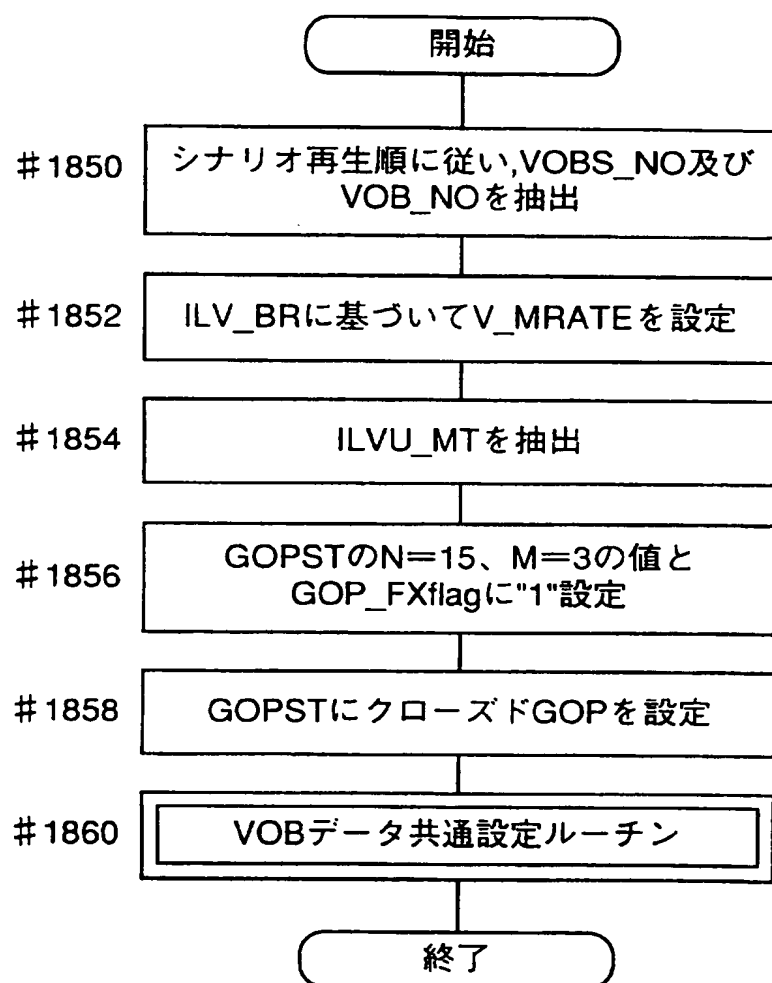 開始
#1850 シナリオ再生順に従い,VOBS_NO及び
VOB_NOを抽出
#1852 ILV_BRに基づいてV_MRATEを設定
#1854 ILVU_MTを抽出
#1856 GOPSTのN=15、M=3の値と
GOP_FXflagに"1"設定
#1858 GOPSTにクローズドGOPを設定
#1860 VOBデータ共通設定ルーチン
終了